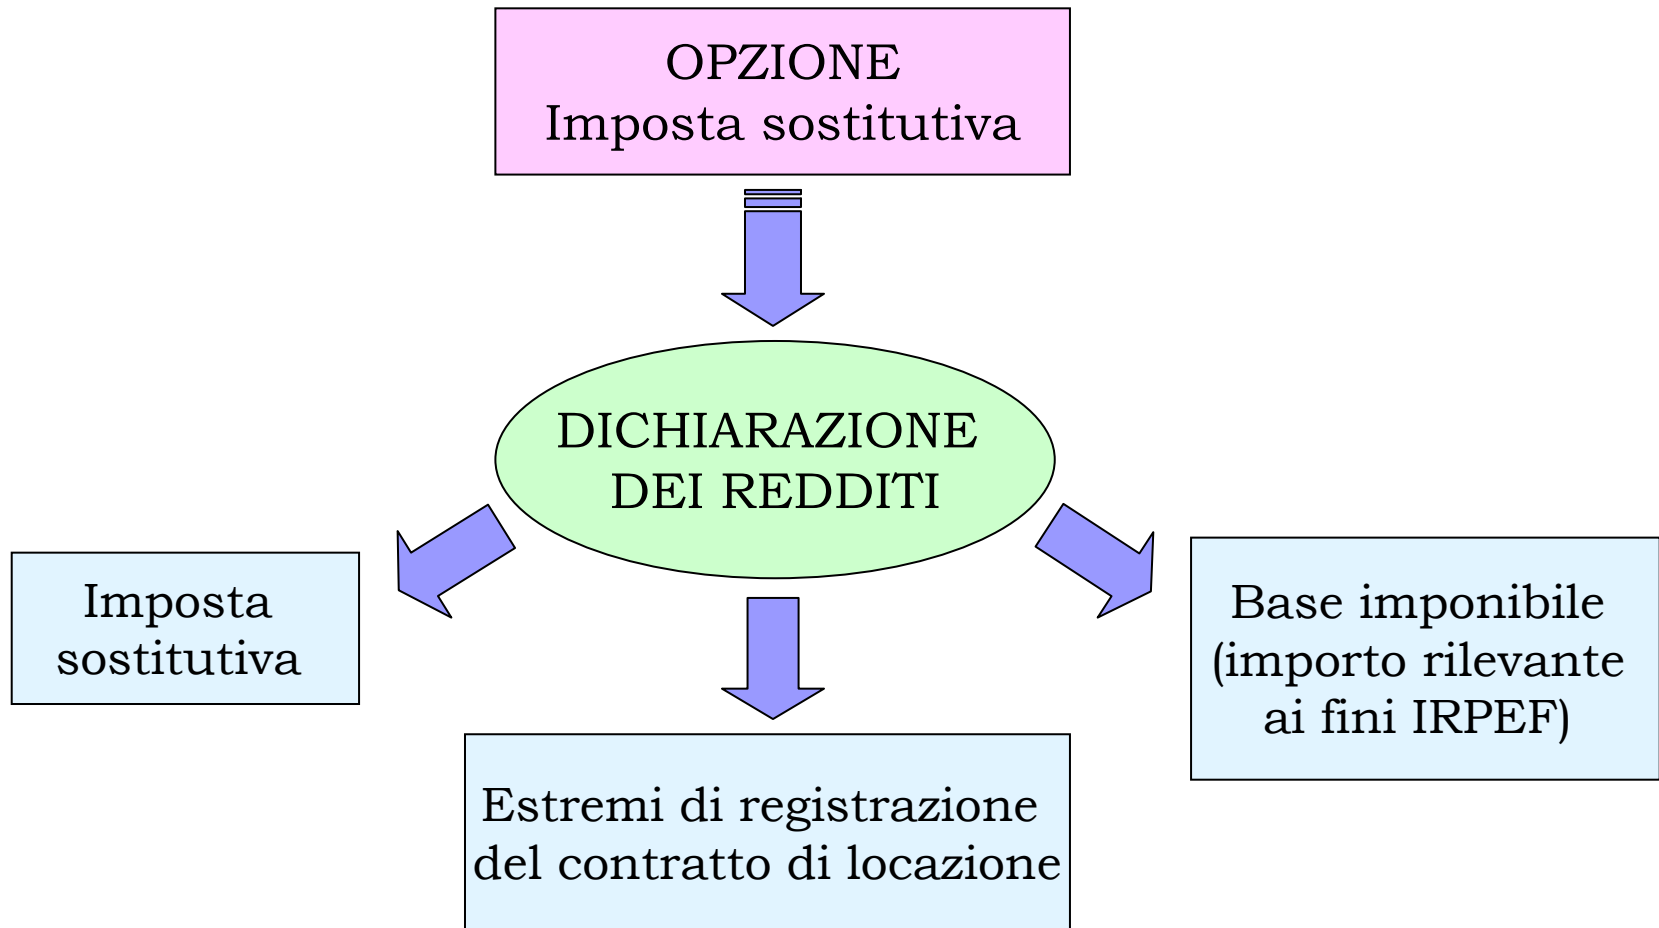 OPZIONE
Imposta sostitutiva
DICHIARAZIONE
DEI REDDITI
Imposta
sostitutiva
Estremi di registrazione
del contratto di locazione
Base imponibile
(importo rilevante
ai fini IRPEF)